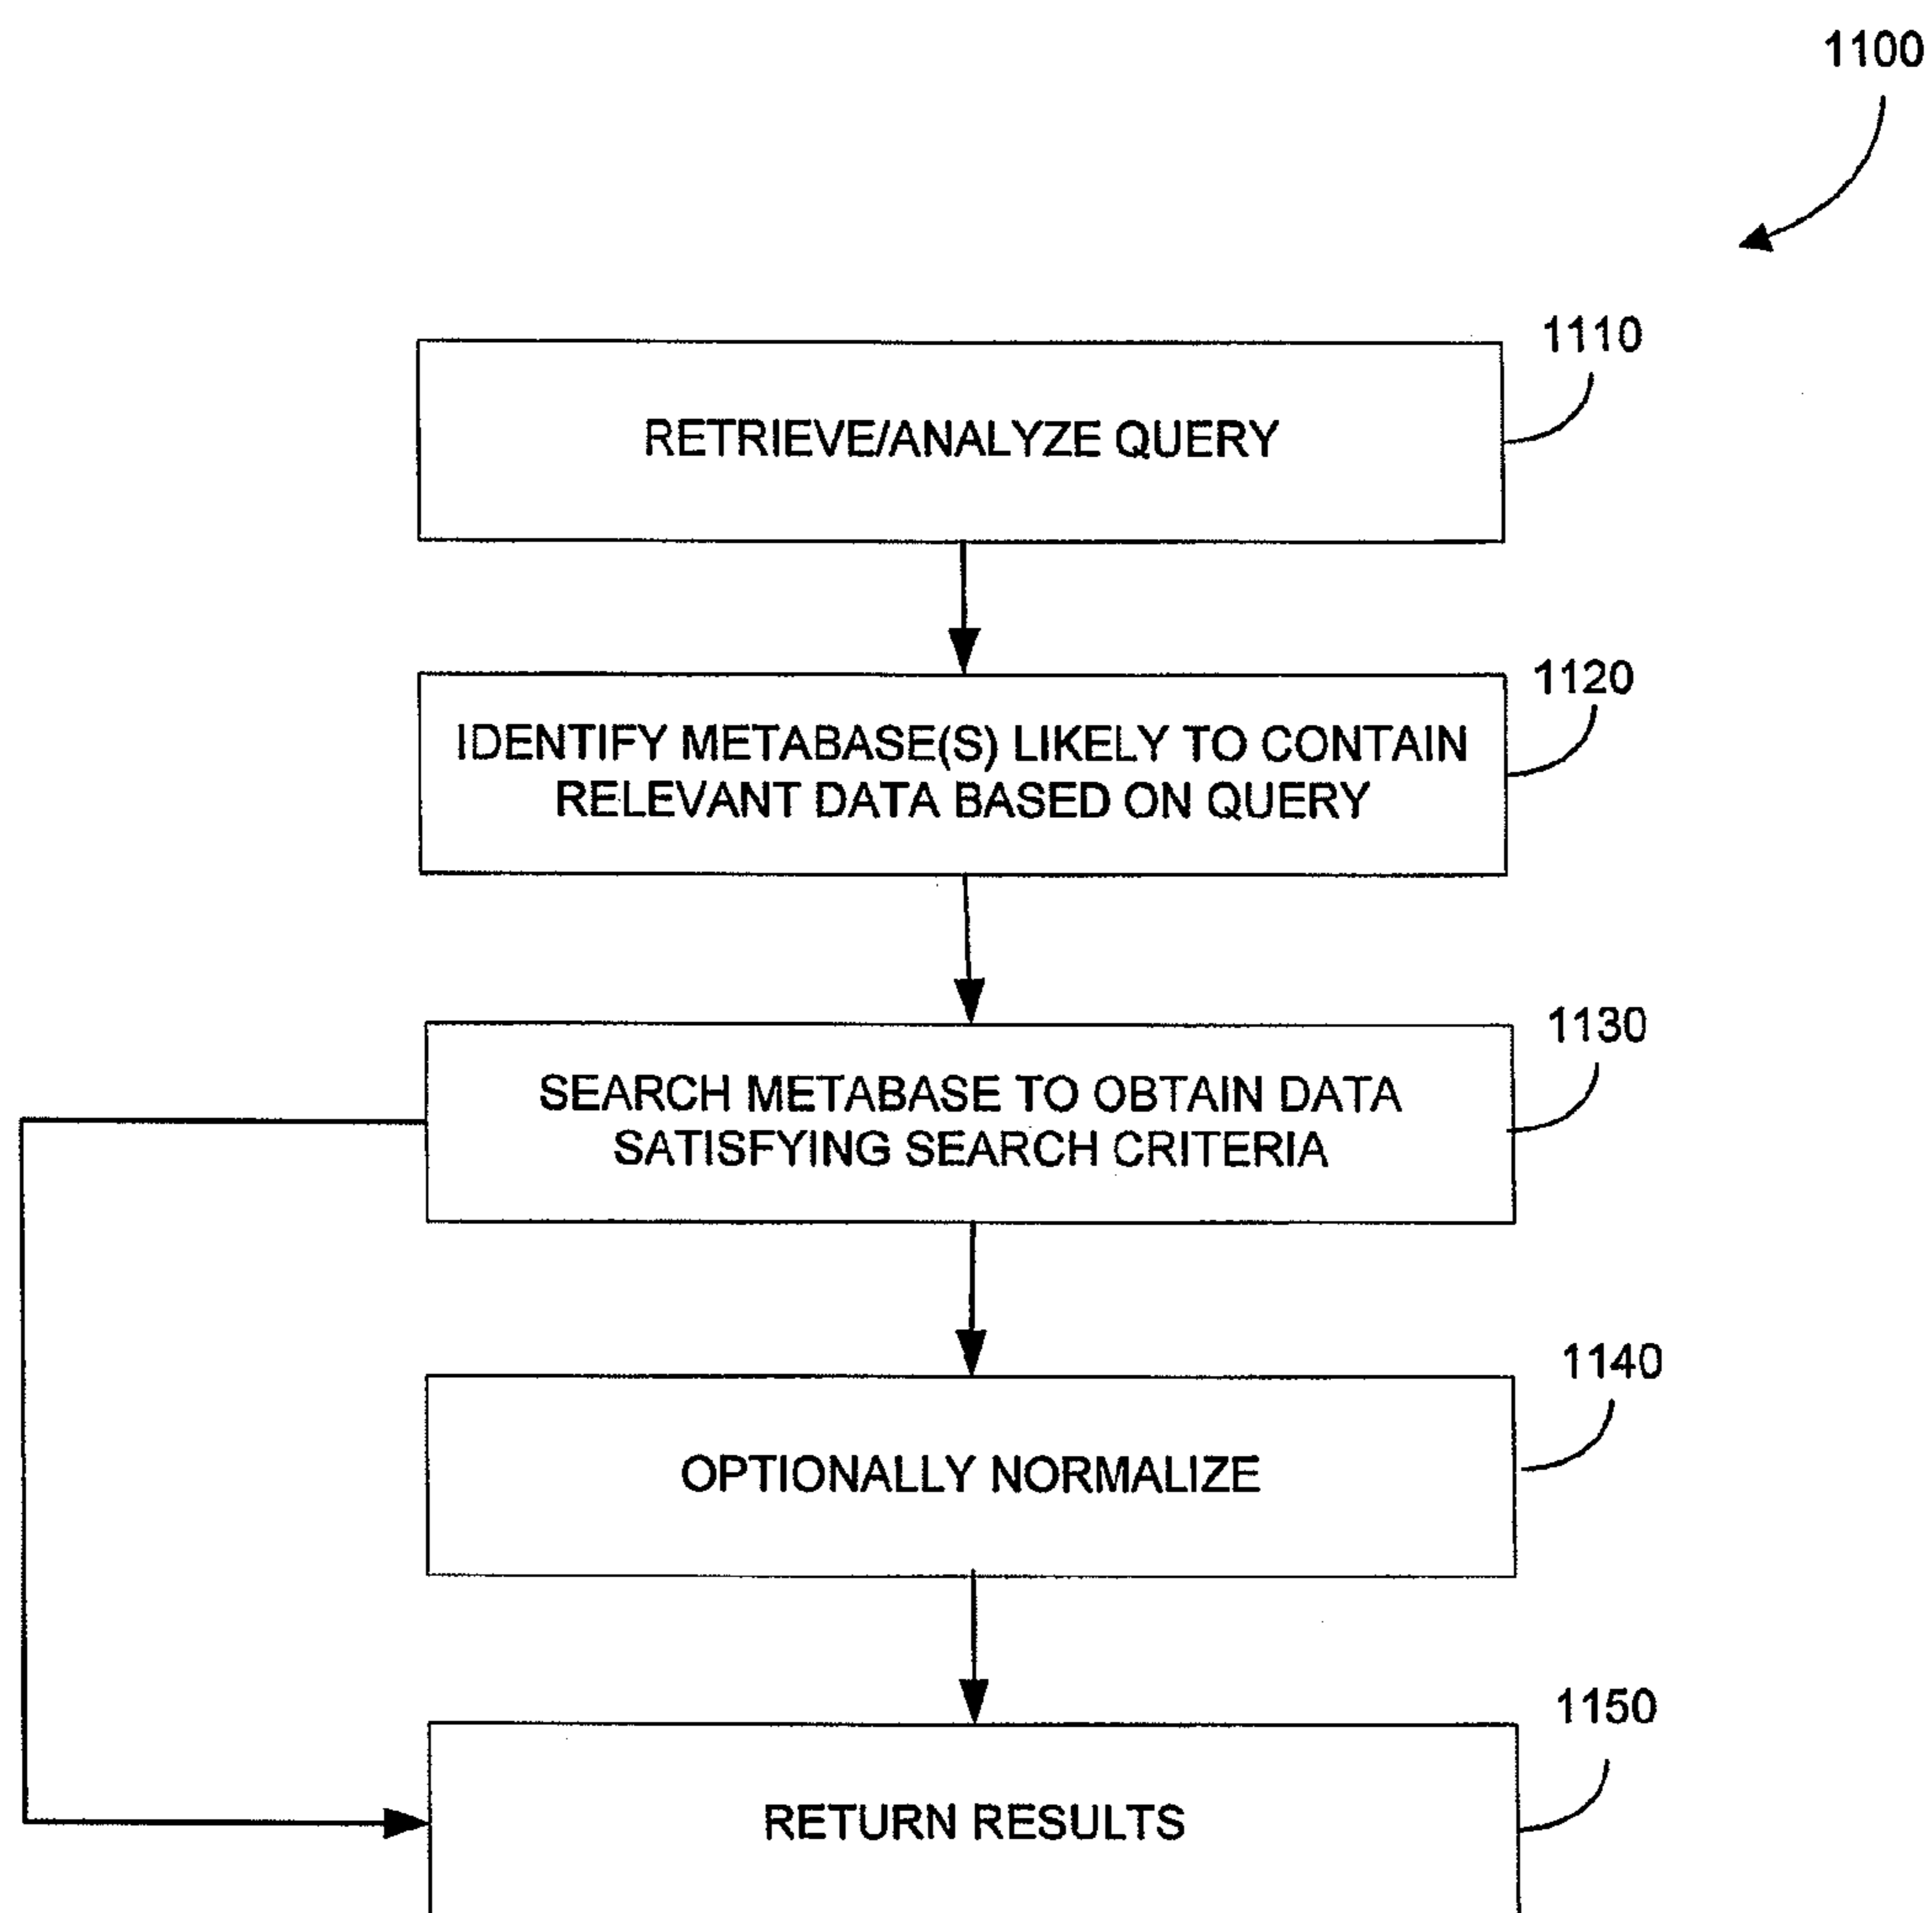 1100
1110
RETRIEVE/ANALYZE QUERY
1120
IDENTIFY METABASE(S) LIKELY TO CONTAIN
RELEVANT DATA BASED ON QUERY
1130
SEARCH METABASE TO OBTAIN DATA
SATISFYING SEARCH CRITERIA
1140
OPTIONALLY NORMALIZE
1150
RETURN RESULTS